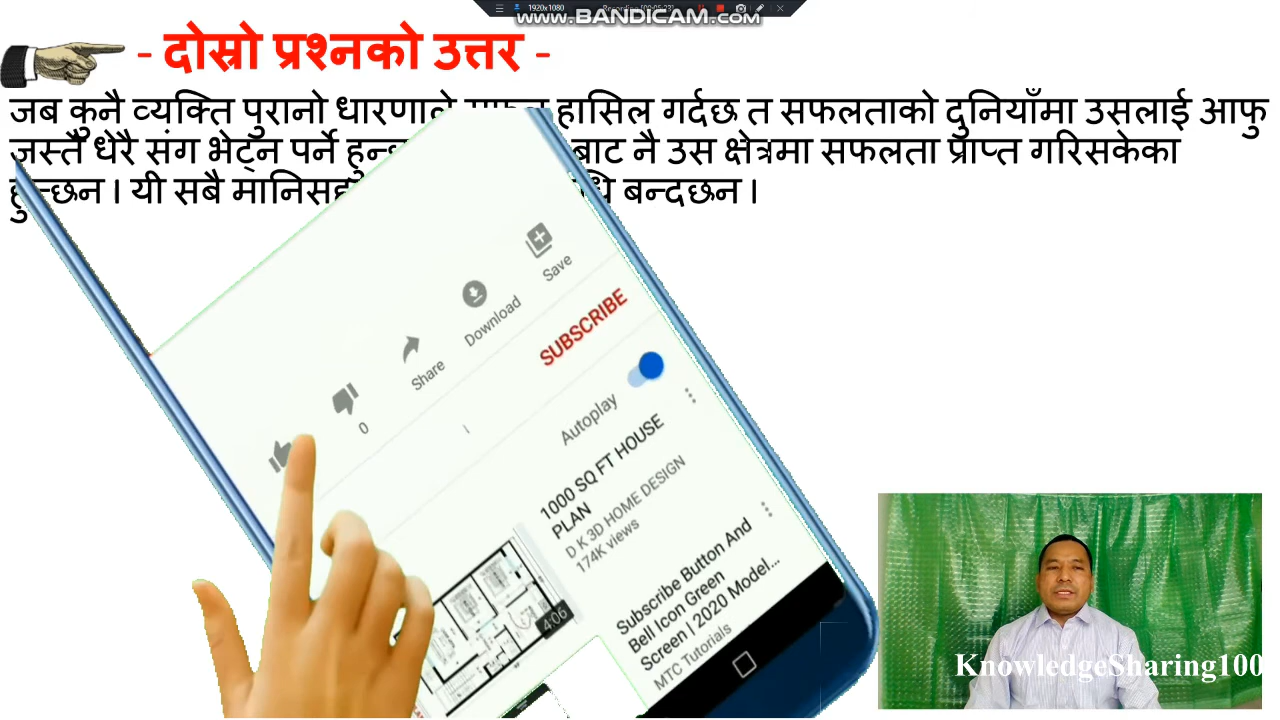 1920x1080
www.BANDICAM.com
- दोस्रो प्रश्नको उत्तर -
जब कुनै व्यक्ति पुरानो धारणाले हासिल गर्दछ त सफलताको दुनियाँमा उसलाई आफु
जस्तै धेरै संग भेट्न पर्ने बाट नै उस क्षेत्रमा सफलता प्राप्त गरिसकेका
हुन्छन । यी सबै बन्दछन ।
Save
Download
Share
0
SUBSCRIBE
Autoplay
1000 SQ FT HOUSE
PLAN
D K 3D HOME DESIGN
174K views
4:06
Subscribe Button And
Bell Icon Green
Screen | 2020 Model...
MTC Tutorials
KnowledgeSharing100